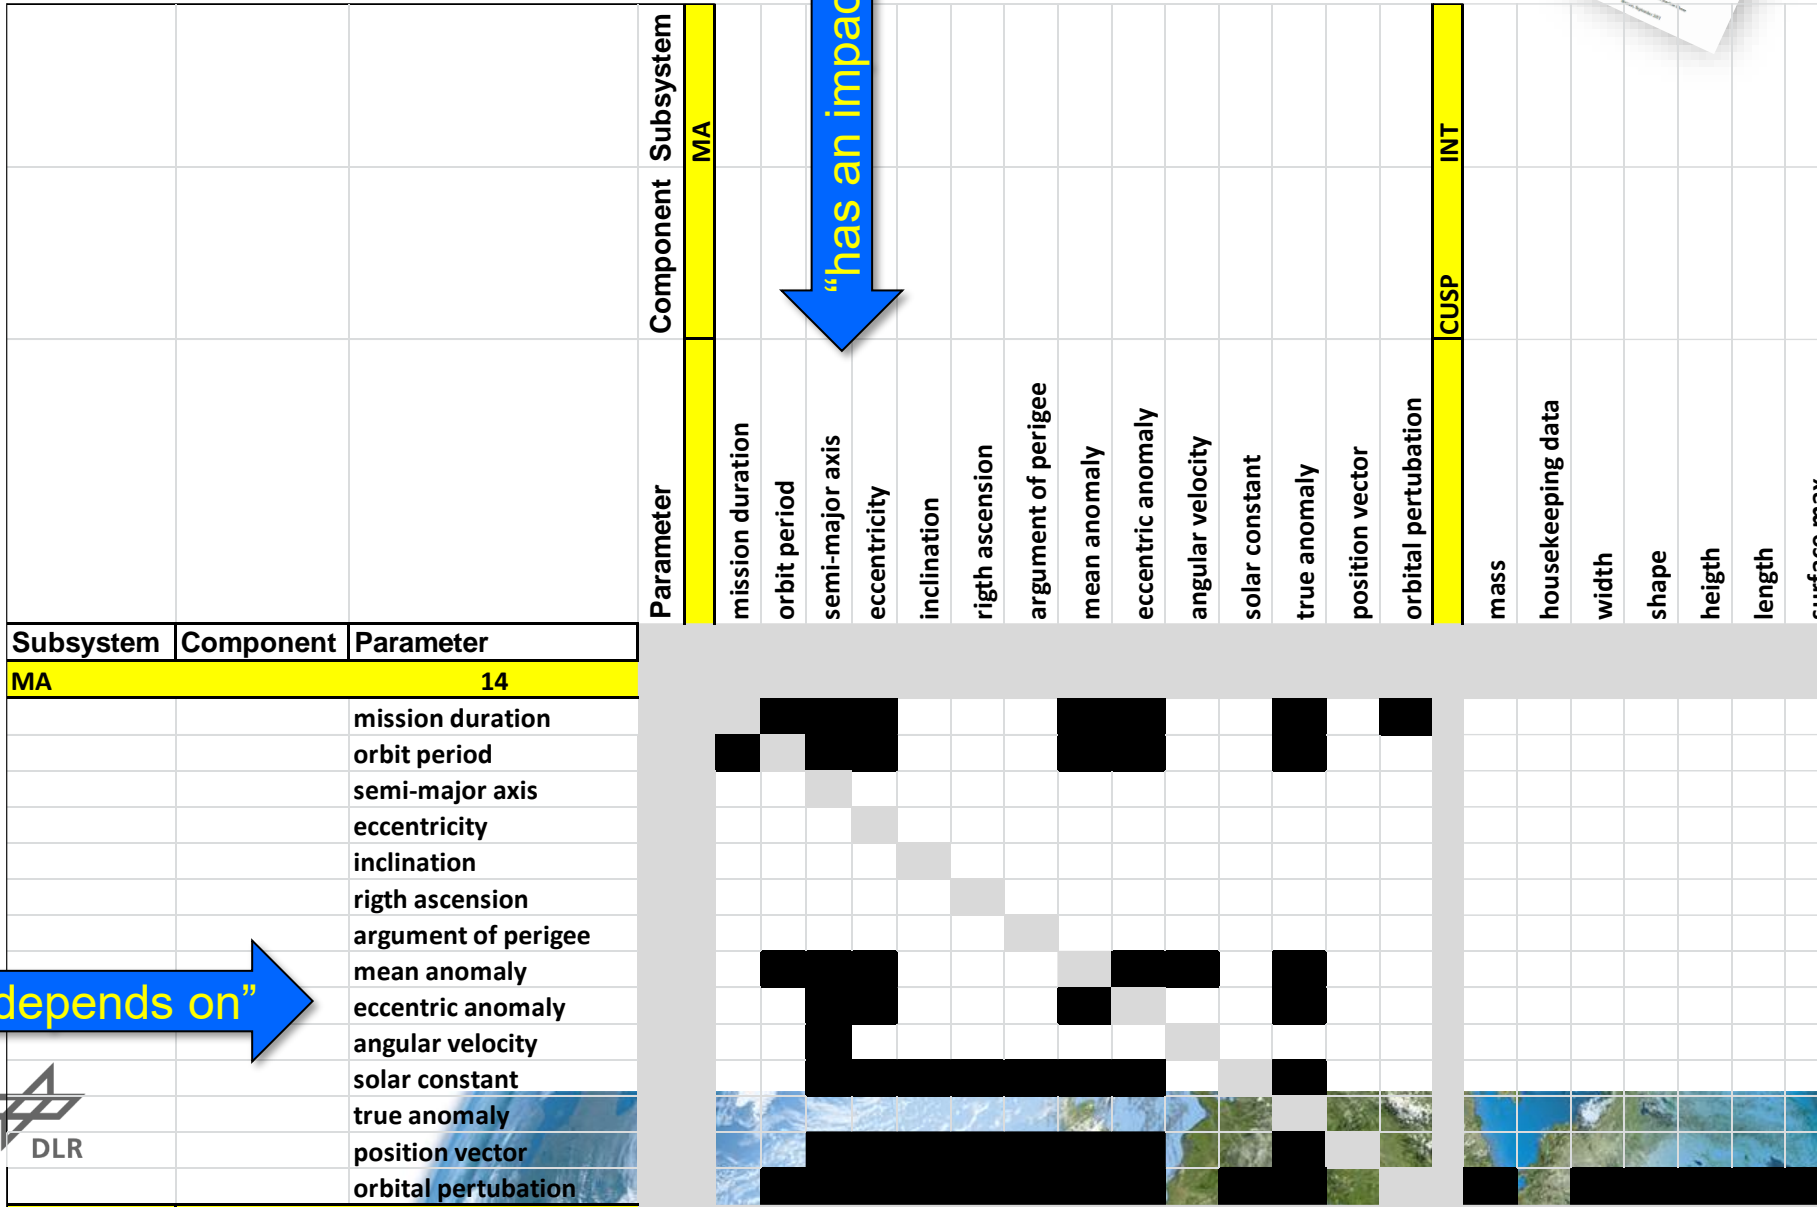 Subsystem
MA
INT
Component
CUSP
"has an impac
Parameter
mission duration
orbit period
semi-major axis
eccentricity
inclination
rigth ascension
argument of perigee
mean anomaly
eccentric anomaly
angular velocity
solar constant
true anomaly
position vector
orbital pertubation
mass
housekeeping data
width
shape
heigth
length
surface max
Subsystem Component Parameter
MA 14
mission duration
orbit period
semi-major axis
eccentricity
inclination
rigth ascension
argument of perigee
mean anomaly
depends on”
eccentric anomaly
angular velocity
solar constant
true anomaly
DLR
position vector
orbital pertubation